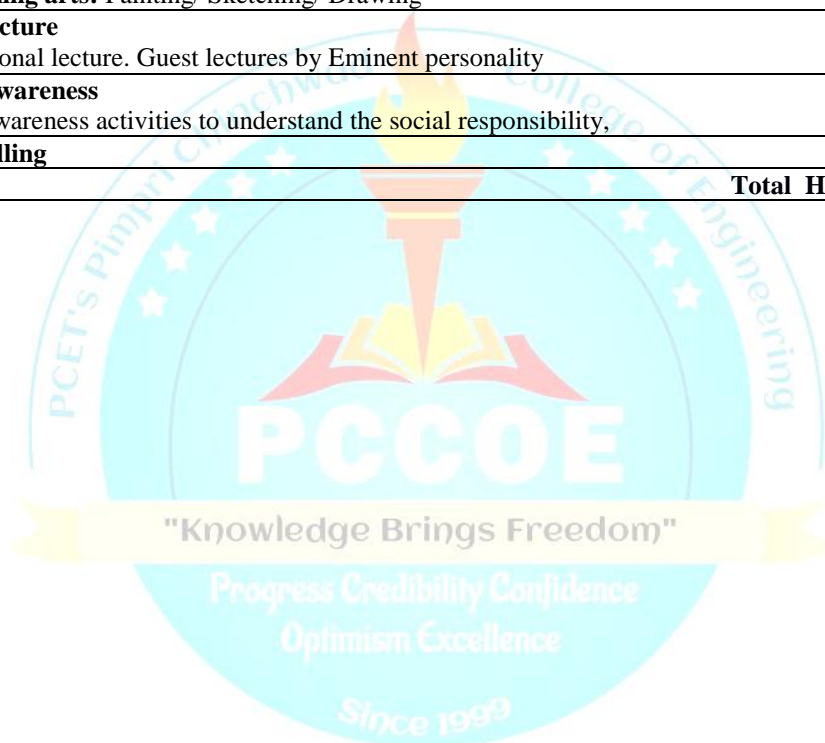 ing arts: Painting/ Sketching/ Drawing
cture
onal lecture. Guest lectures by Eminent personality
wareness
wareness activities to understand the social responsibility,
lling
Total H
PCET's Pimpri Chinchwad College of Engineering
PCCOE
"Knowledge Brings Freedom"
Progress Credibility Confidence
Optimism Excellence
Since 1999